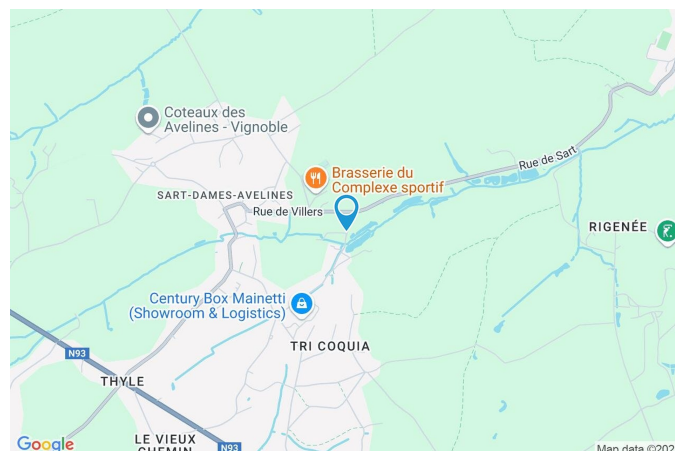 Coteaux des
Avelines - Vignoble
Brasserie du
Complexe sportif
Rue de Sart
SART-DAMES-AVELINES
Rue de Villers
RIGENÉE
Century Box Mainetti
(Showroom & Logistics)
TRI COQUIA
N93
THYLE
LE VIEUX
CHEMIN
N93
Google
Map data ©202